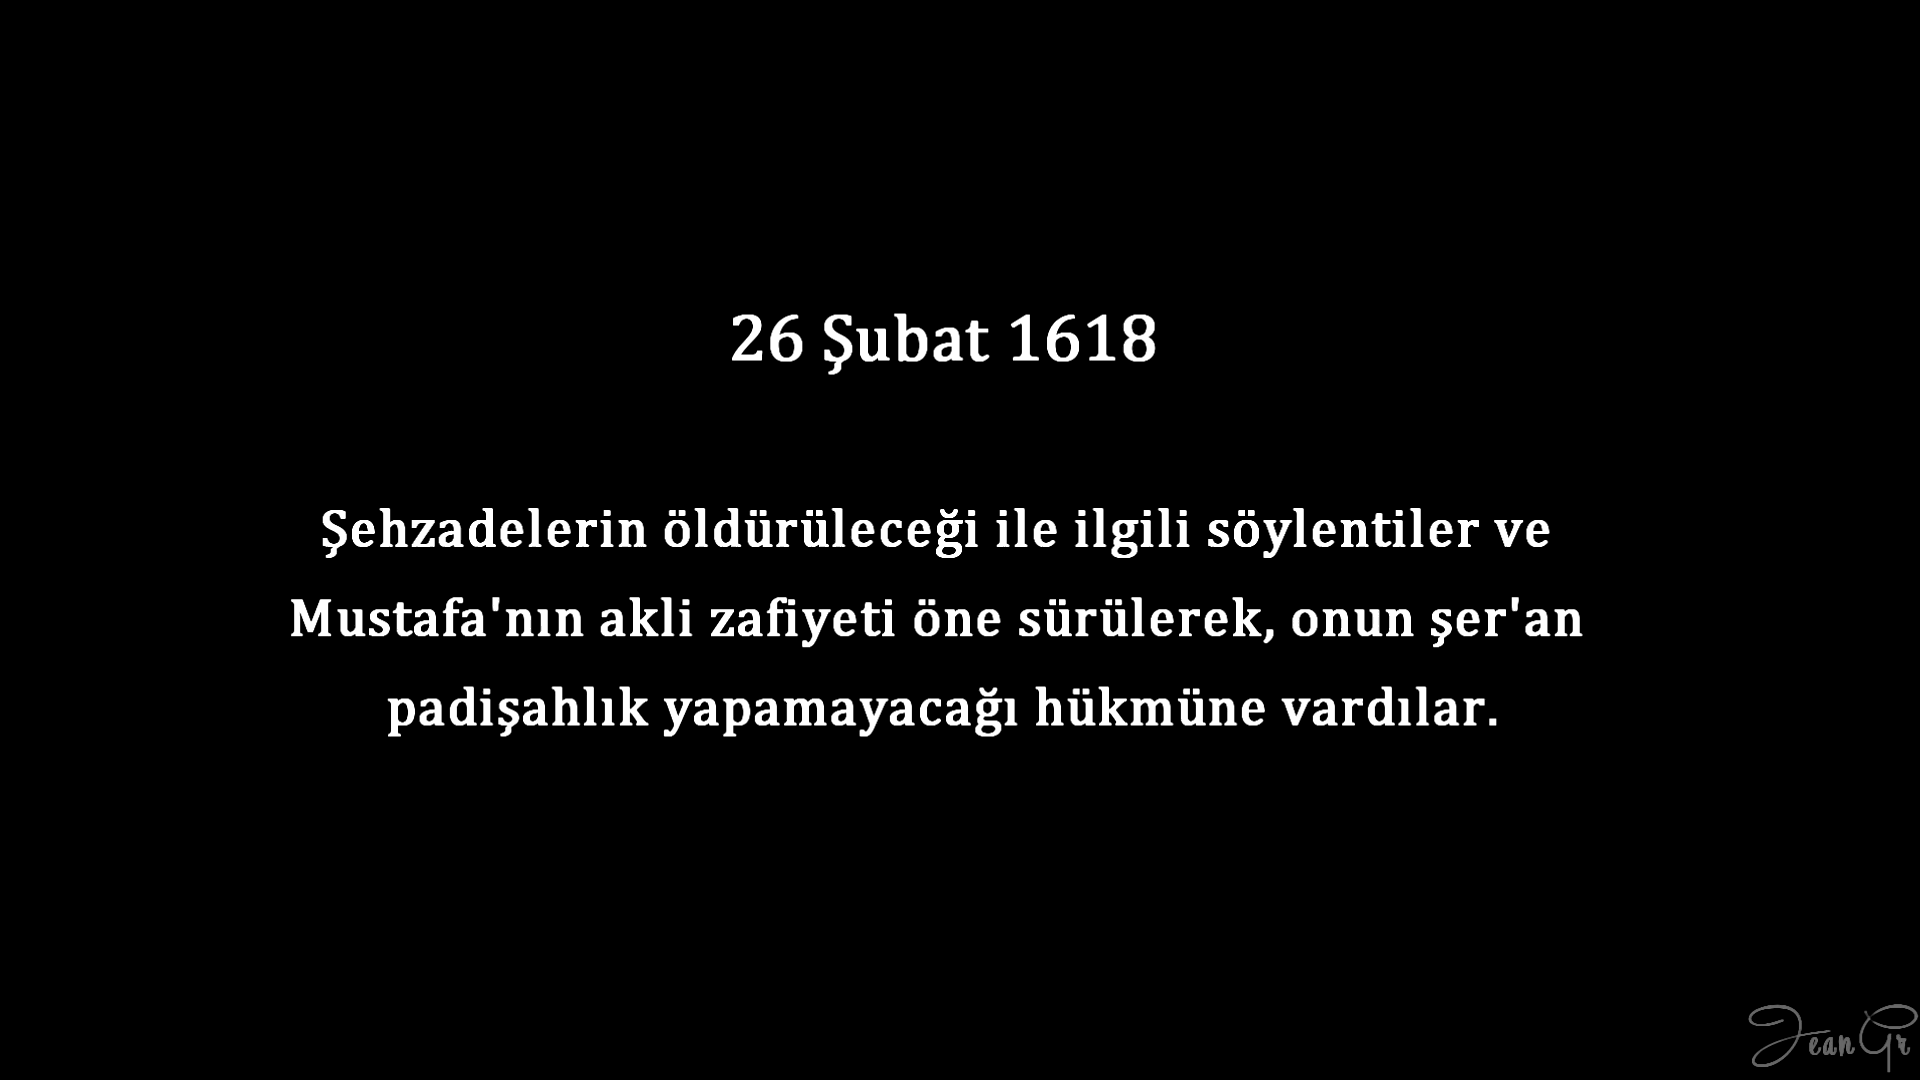 26 Şubat 1618
Şehzadelerin öldürüleceği ile ilgili söylentiler ve
Mustafa'nın akli zafiyeti öne sürülerek, onun şer'an
padişahlık yapamayacağı hükmüne vardılar.
JeanGr